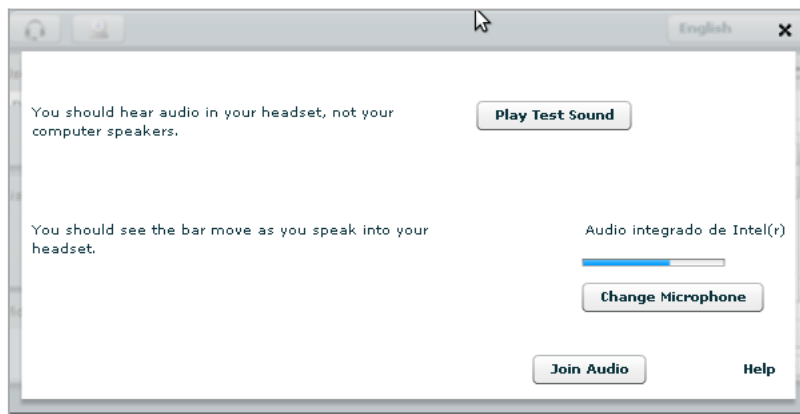 English
You should hear audio in your headset, not your
computer speakers.
Play Test Sound
You should see the bar move as you speak into your
headset.
Audio integrado de Intel(r)
Change Microphone
Join Audio
Help